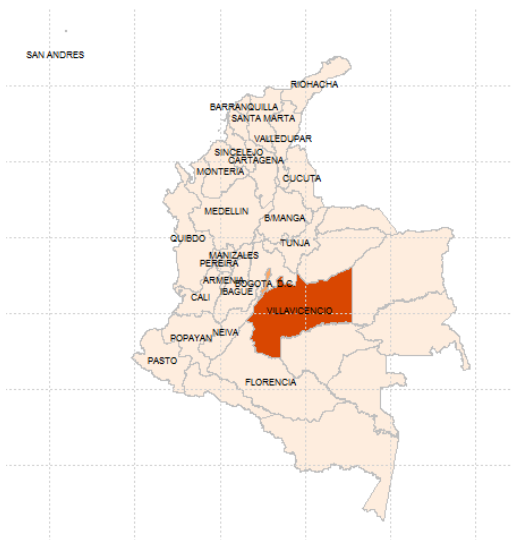 SAN ANDRES
RIOHACHA
BARRANQUILLA
SANTA MARTA
VALLEDUPAR
SINCELEJO
CARTAGENA
MONTERIA
CUCUTA
MEDELLIN
B/MANGA
QUIBDO
TUNJA
MANIZALES
PEREIRA
ARMENIA
BOGOTA, D.C.
IBAGUE
CALI
VILLAVICENCIO
NEIVA
POPAYAN
PASTO
FLORENCIA